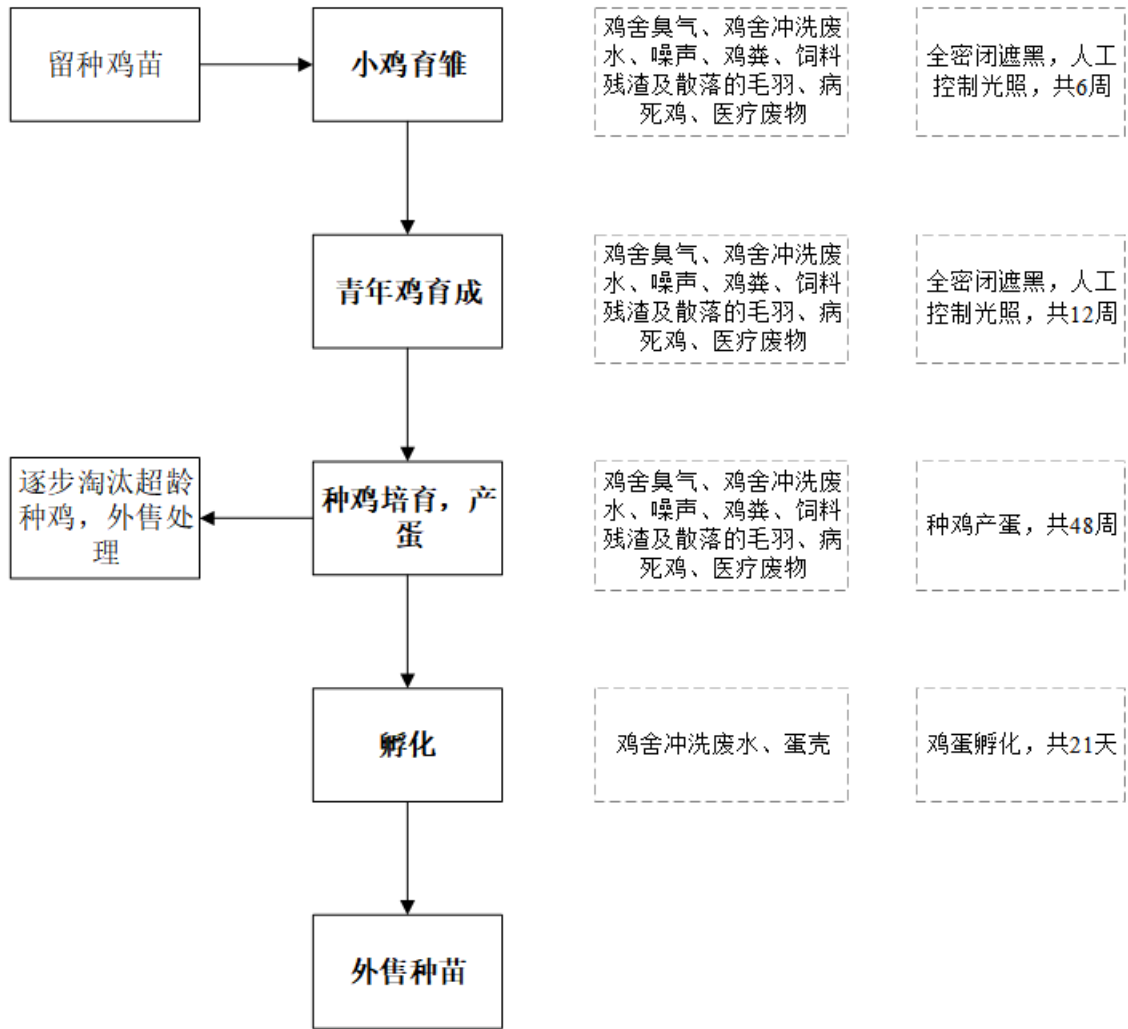 留种鸡苗
小鸡育雏
鸡舍臭气、鸡舍冲洗废
水、噪声、鸡粪、饲料
残渣及散落的毛羽、病
死鸡、医疗废物
全密闭遮黑，人工
控制光照，共6周
青年鸡育成
鸡舍臭气、鸡舍冲洗废
水、噪声、鸡粪、饲料
残渣及散落的毛羽、病
死鸡、医疗废物
全密闭遮黑，人工
控制光照，共12周
逐步淘汰超龄
种鸡，外售处
理
种鸡培育，产
蛋
鸡舍臭气、鸡舍冲洗废
水、噪声、鸡粪、饲料
残渣及散落的毛羽、病
死鸡、医疗废物
种鸡产蛋，共48周
孵化
鸡舍冲洗废水、蛋壳
鸡蛋孵化，共21天
外售种苗